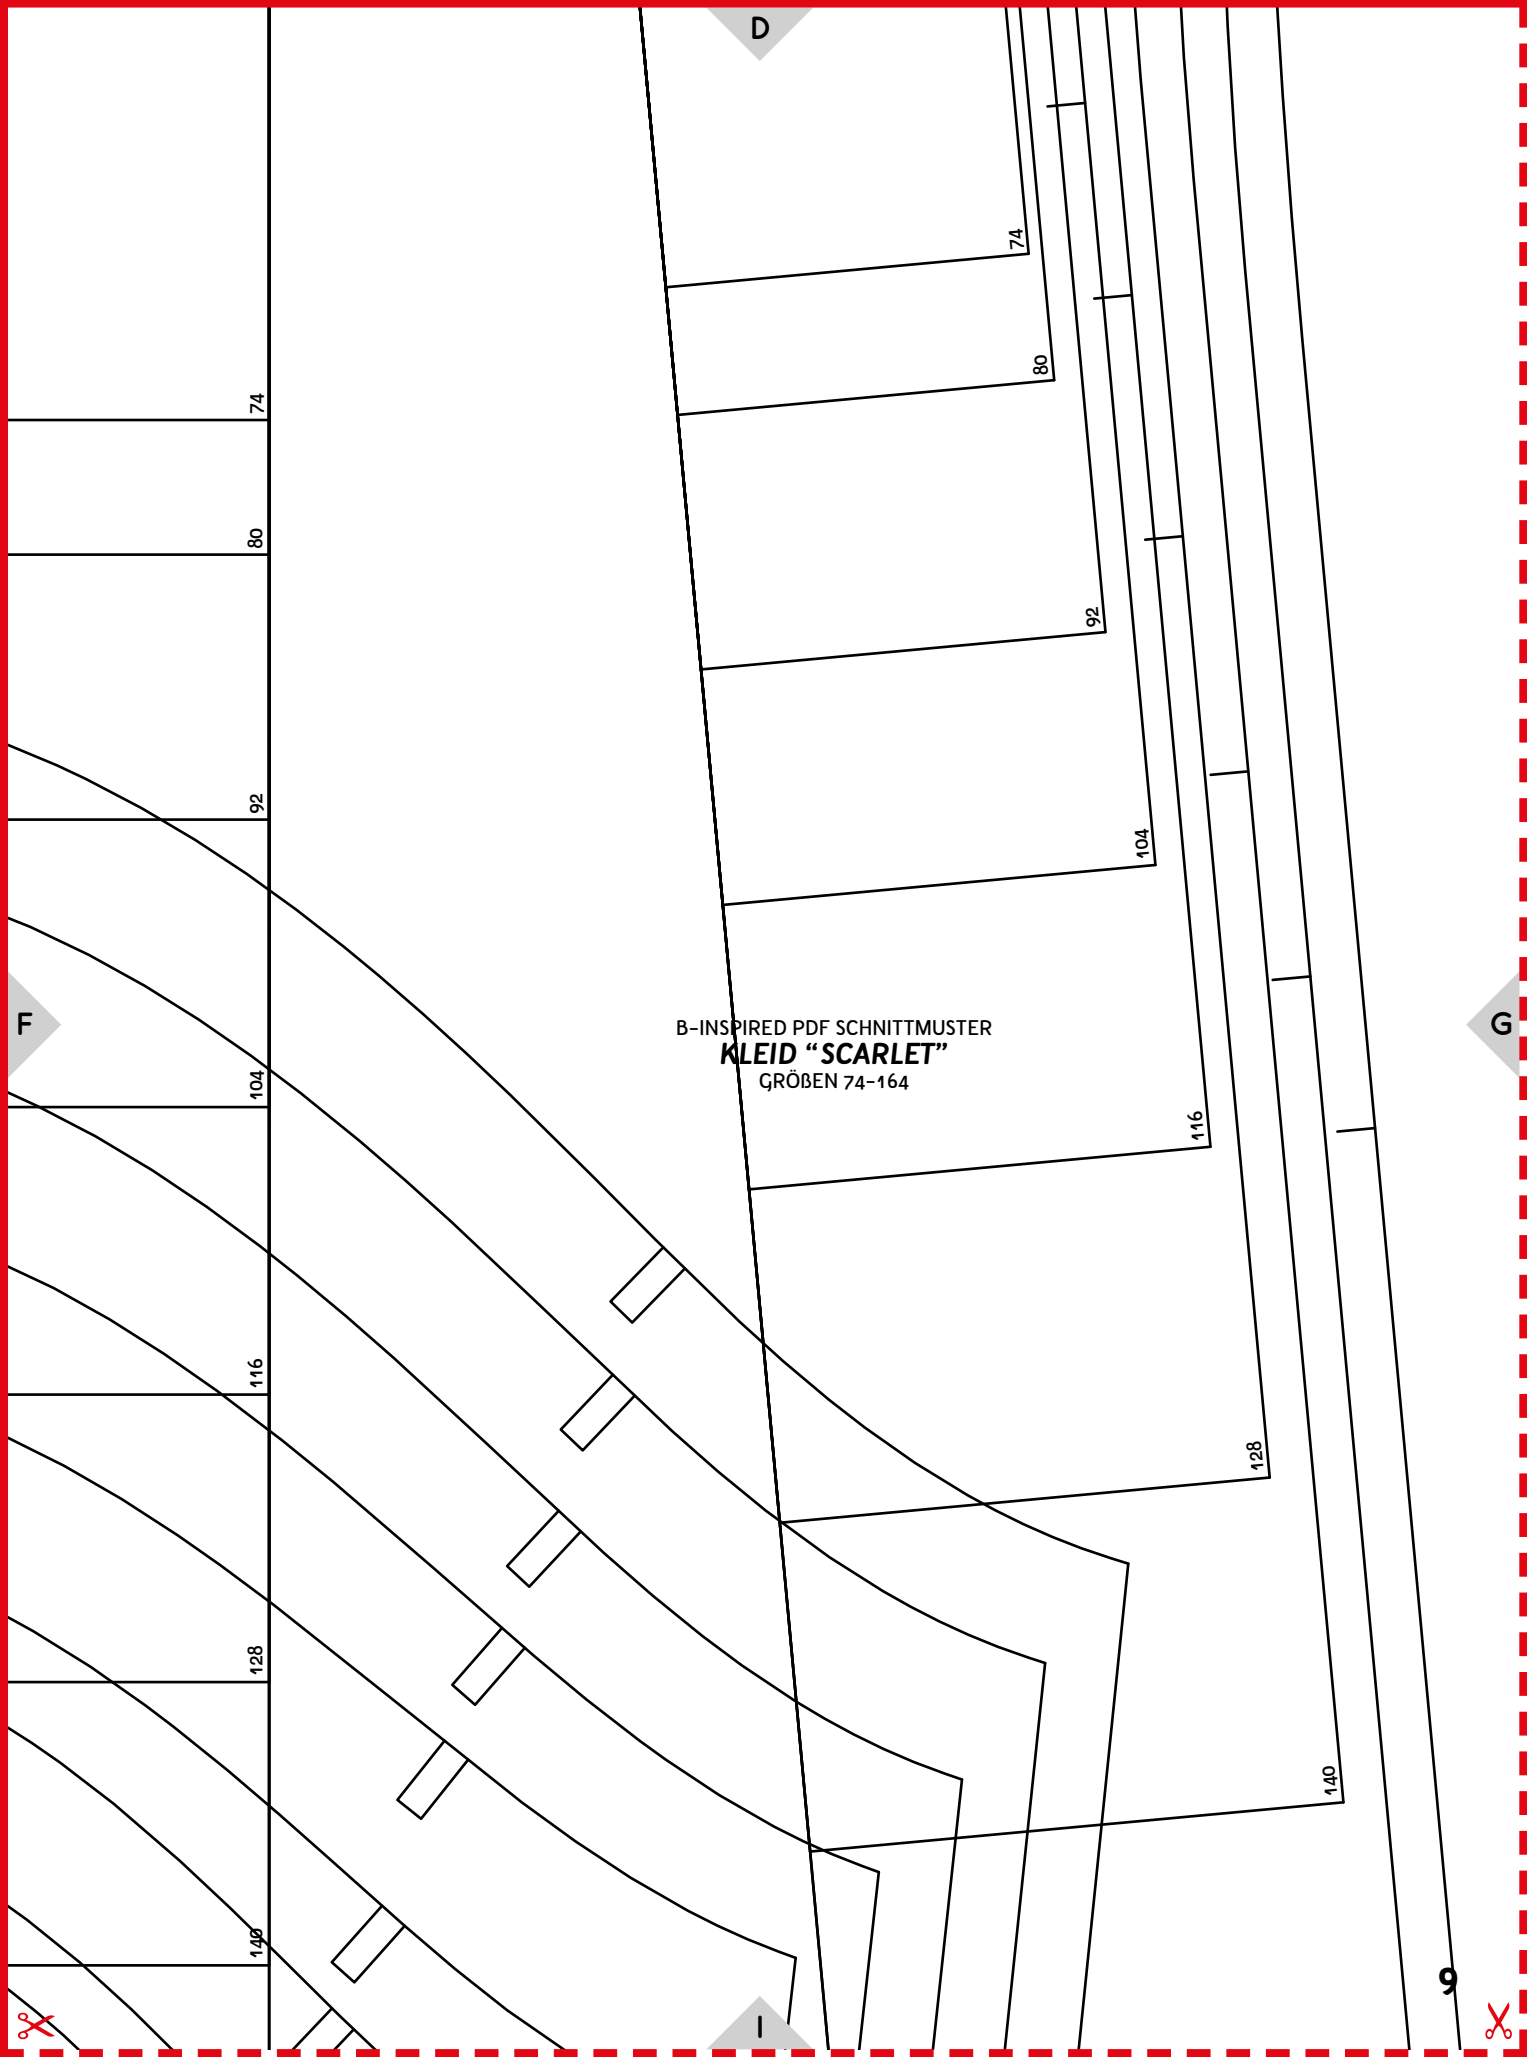 D
74
80
74
80
92
92
104
F
G
B-INSPIRED PDF SCHNITTMUSTER
KLEID “SCARLET”
GRÖßEN 74-164
104
116
116
128
128
140
140
9
I